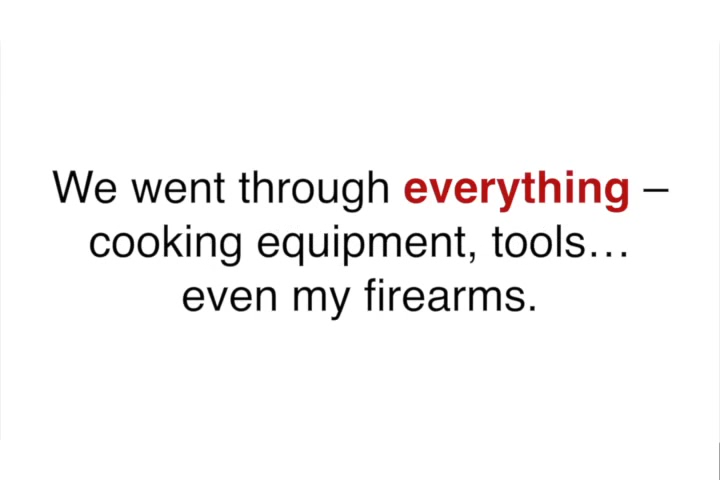 We went through everything –
cooking equipment, tools…
even my firearms.